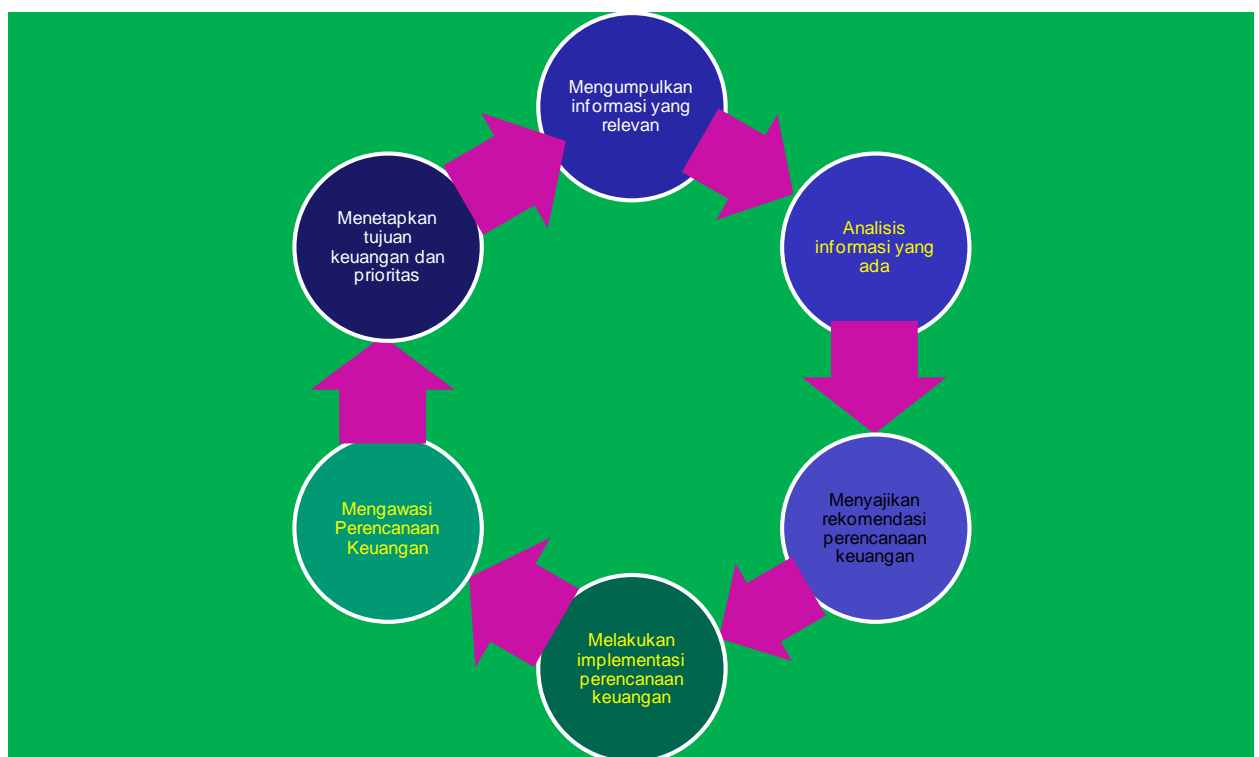 Mengumpulkan
informasi yang
relevan
Analisis
informasi yang
ada
Menyajikan
rekomendasi
perencanaan
keuangan
Melakukan
implementasi
perencanaan
keuangan
Mengawasi
Perencanaan
Keuangan
Menetapkan
tujuan
keuangan dan
prioritas